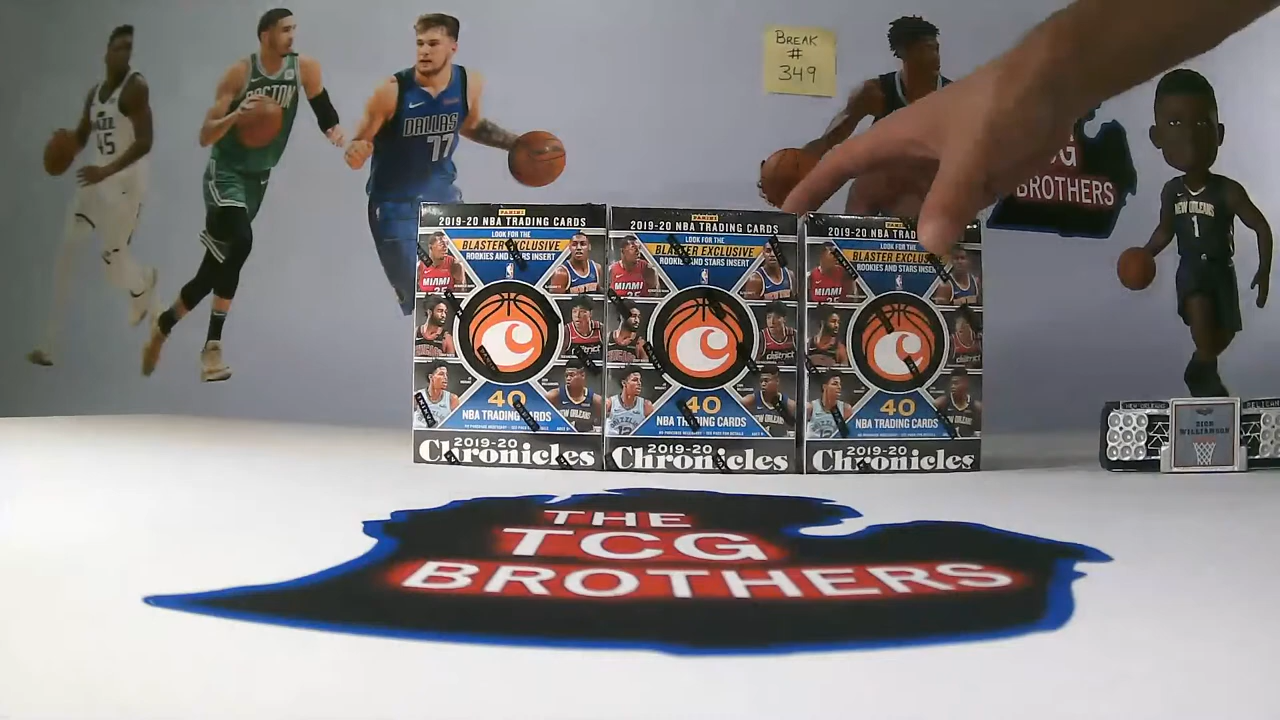 BREAK
#
349
JAZZ
45
BOSTON
DALLAS
77
BROTHERS
NEW ORLEANS
1
PANINI
2019-20 NBA TRADING CARDS
LOOK FOR THE
BLASTER EXCLUSIVE
ROOKIES AND STARS INSERT
MIAMI
40
NBA TRADING CARDS
2019-20
Chronicles
PANINI
2019-20 NBA TRADING CARDS
LOOK FOR THE
BLASTER EXCLUSIVE
ROOKIES AND STARS INSERT
MIAMI
40
NBA TRADING CARDS
2019-20
Chronicles
2019-20 NBA TRAD
LOOK FOR THE
BLASTER EXCLUS
ROOKIES AND STARS INSERT
MIAMI
40
NBA TRADING CARDS
2019-20
Chronicles
ZION
WILLIAMSON
THE
TCG
BROTHERS